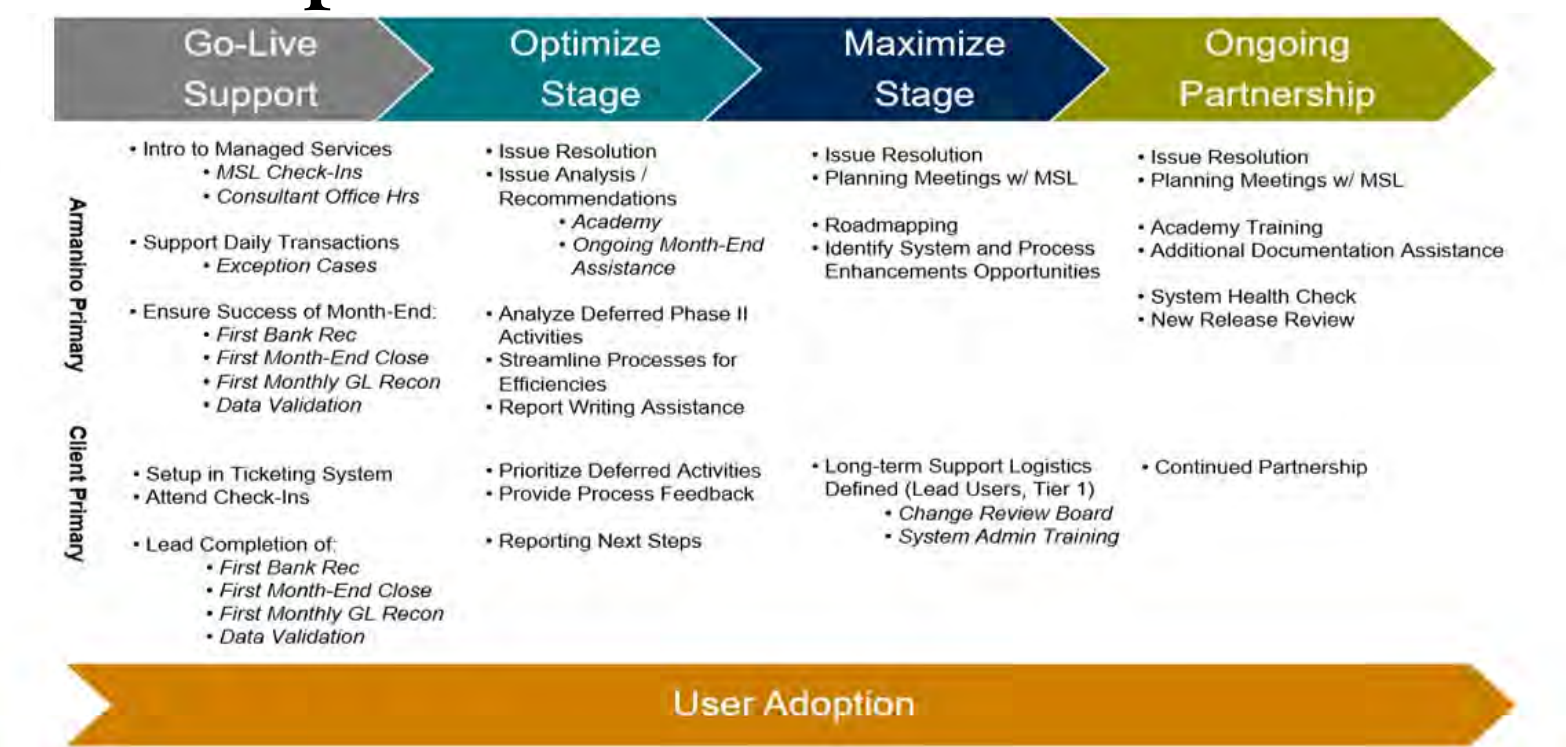 Go-Live
Support
Optimize
Stage
Maximize
Stage
Ongoing
Partnership
Armanino Primary
• Intro to Managed Services
• MSL Check-Ins
• Consultant Office Hrs
• Support Daily Transactions
• Exception Cases
• Ensure Success of Month-End:
• First Bank Rec
• First Month-End Close
• First Monthly GL Recon
• Data Validation
• Issue Resolution
• Issue Analysis /
Recommendations
• Academy
• Ongoing Month-End
Assistance
• Analyze Deferred Phase II
Activities
• Streamline Processes for
Efficiencies
• Report Writing Assistance
• Issue Resolution
• Planning Meetings w/ MSL
• Roadmapping
• Identify System and Process
Enhancements Opportunities
• Issue Resolution
• Planning Meetings w/ MSL
• Academy Training
• Additional Documentation Assistance
• System Health Check
• New Release Review
Client Primary
• Setup in Ticketing System
• Attend Check-Ins
• Lead Completion of:
• First Bank Rec
• First Month-End Close
• First Monthly GL Recon
• Data Validation
• Prioritize Deferred Activities
• Provide Process Feedback
• Reporting Next Steps
• Long-term Support Logistics
Defined (Lead Users, Tier 1)
• Change Review Board
• System Admin Training
• Continued Partnership
User Adoption